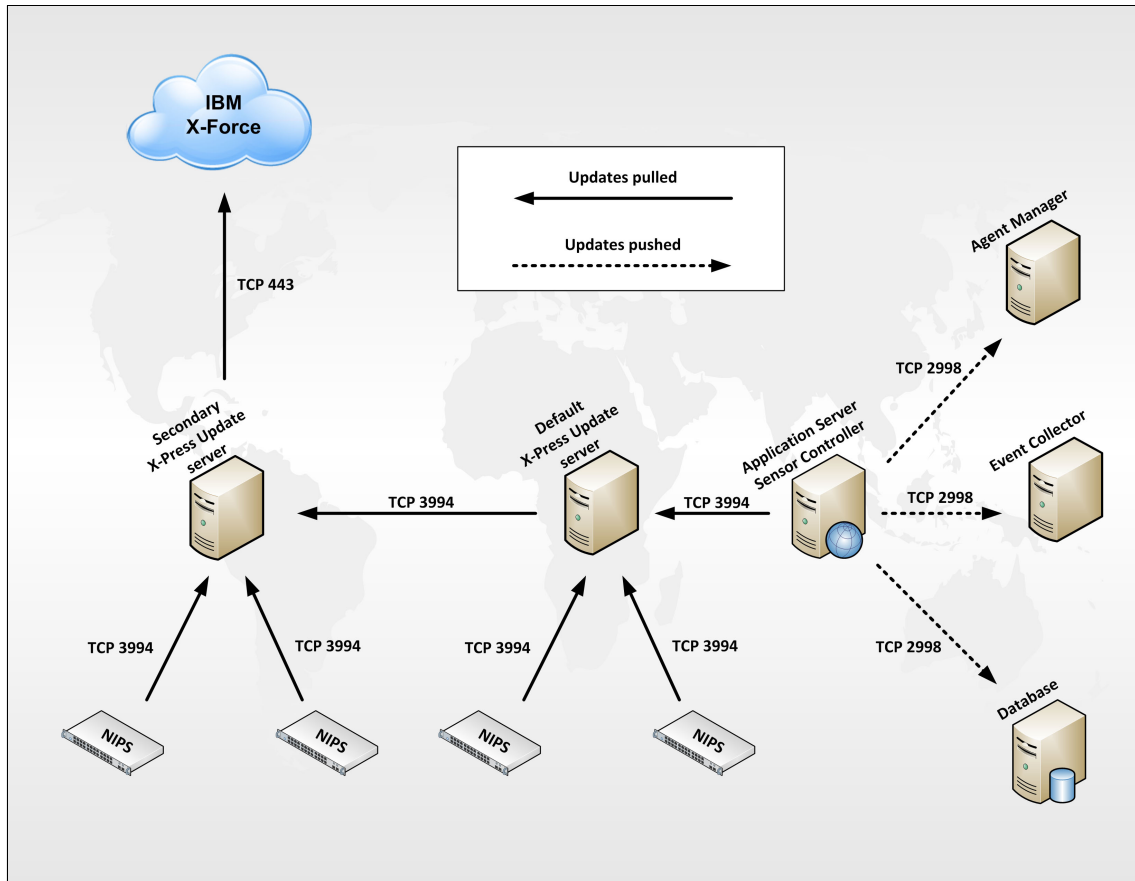 IBM
X-Force
Updates pulled
Updates pushed
TCP 443
Agent Manager
TCP 2998
Secondary
X-Press Update
server
Default
X-Press Update
server
Application Server
Sensor Controller
Event Collector
TCP 3994
TCP 3994
TCP 2998
TCP 3994
TCP 3994
TCP 3994
TCP 3994
TCP 2998
Database
NIPS
NIPS
NIPS
NIPS